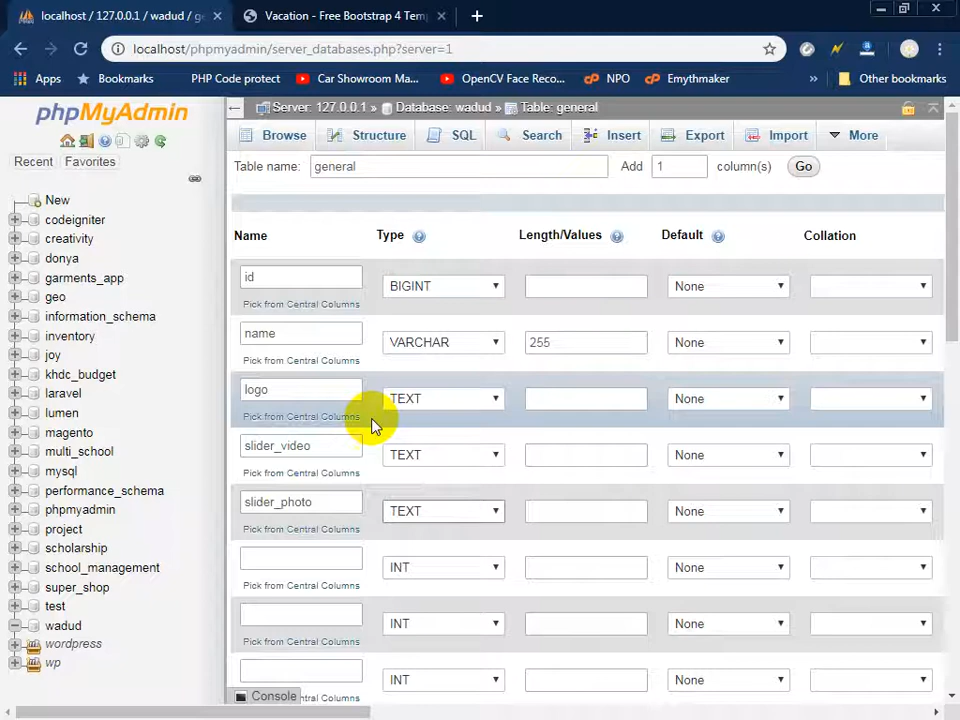 localhost / 127.0.0.1 / wadud / ge
Vacation - Free Bootstrap 4 Temp
localhost/phpmyadmin/server_databases.php?server=1
Apps
Bookmarks
PHP Code protect
Car Showroom Ma...
OpenCV Face Reco...
NPO
Emythmaker
»
Other bookmarks
phpMyAdmin
Recent
Favorites
New
codeigniter
creativity
donya
garments_app
geo
information_schema
inventory
joy
khdc_budget
laravel
lumen
magento
multi_school
mysql
performance_schema
phpmyadmin
project
scholarship
school_management
super_shop
test
wadud
wordpress
wp
Server: 127.0.0.1 » Database: wadud » Table: general
Browse
Structure
SQL
Search
Insert
Export
Import
More
Table name: general Add 1 column(s) Go
Name Type Length/Values Default Collation
id BIGINT None
Pick from Central Columns
name VARCHAR 255 None
Pick from Central Columns
logo TEXT None
Pick from Central Columns
slider_video TEXT None
Pick from Central Columns
slider_photo TEXT None
Pick from Central Columns
INT None
Pick from Central Columns
INT None
Pick from Central Columns
INT None
Console ntral Columns